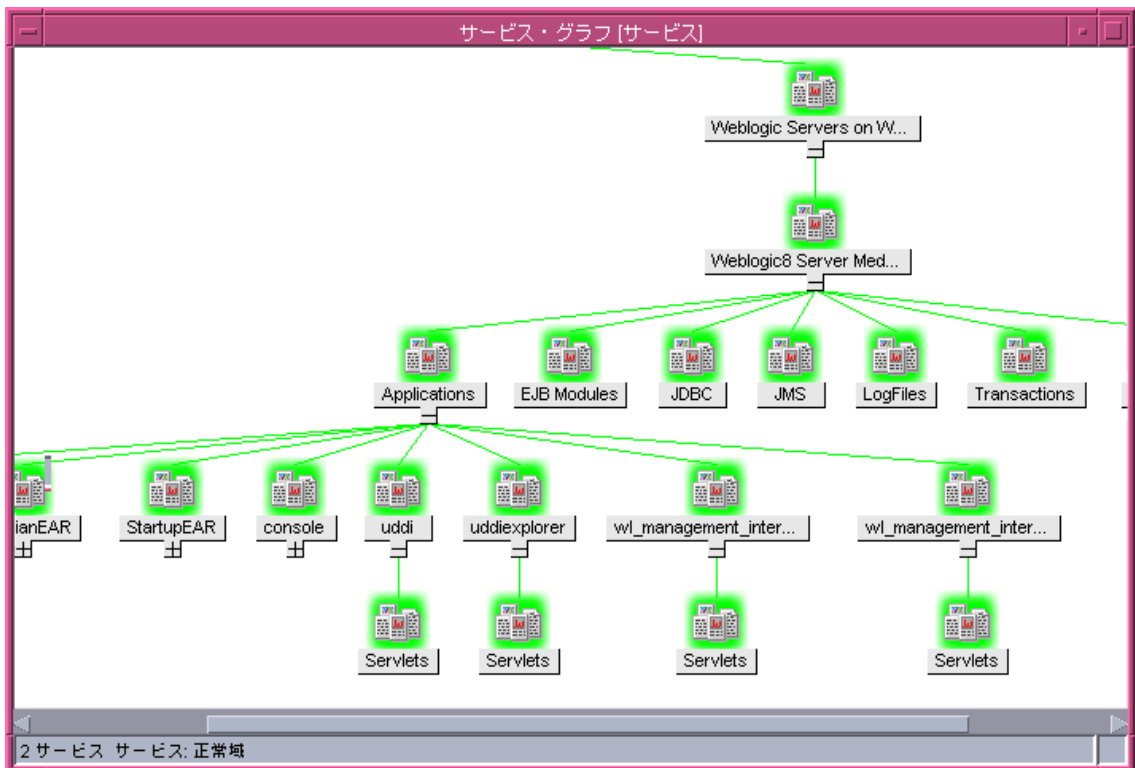 サービス・グラフ [サービス]
Weblogic Servers on W...
Weblogic8 Server Med...
Applications
EJB Modules
JDBC
JMS
LogFiles
Transactions
ianEAR
StartupEAR
console
uddi
uddiexplorer
wl_management_inter...
wl_management_inter...
Servlets
Servlets
Servlets
Servlets
2 サービス サービス: 正常域